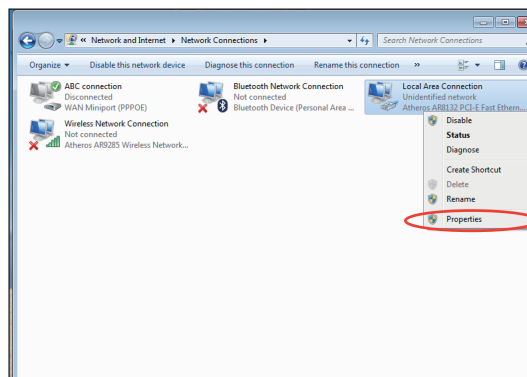 « Network and Internet ▸ Network Connections ▸
Search Network Connections
Organize ▾ Disable this network device Diagnose this connection Rename this connection »
ABC connection
Disconnected
WAN Miniport (PPPOE)
Bluetooth Network Connection
Not connected
Bluetooth Device (Personal Area ...
Local Area Connection
Unidentified network
Atheros AR8132 PCI-E Fast Ethern...
Wireless Network Connection
Not connected
Atheros AR9285 Wireless Network...
Disable
Status
Diagnose
Create Shortcut
Delete
Rename
Properties